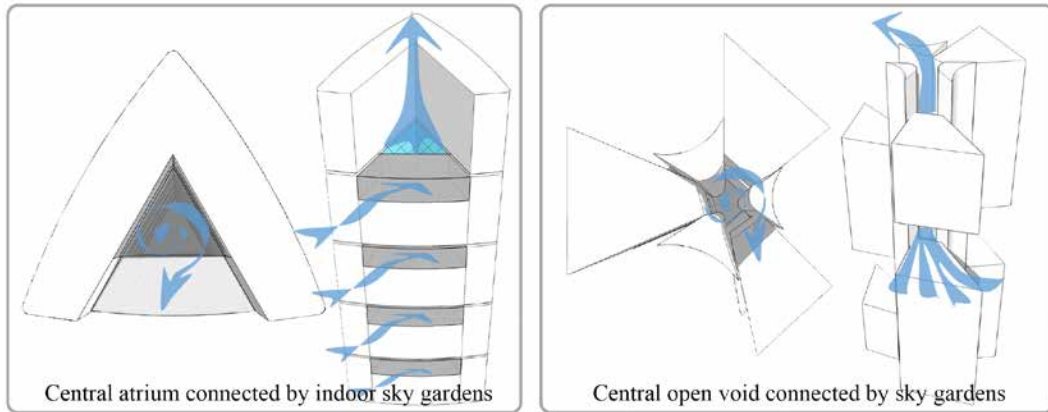 Central atrium connected by indoor sky gardens
Central open void connected by sky gardens